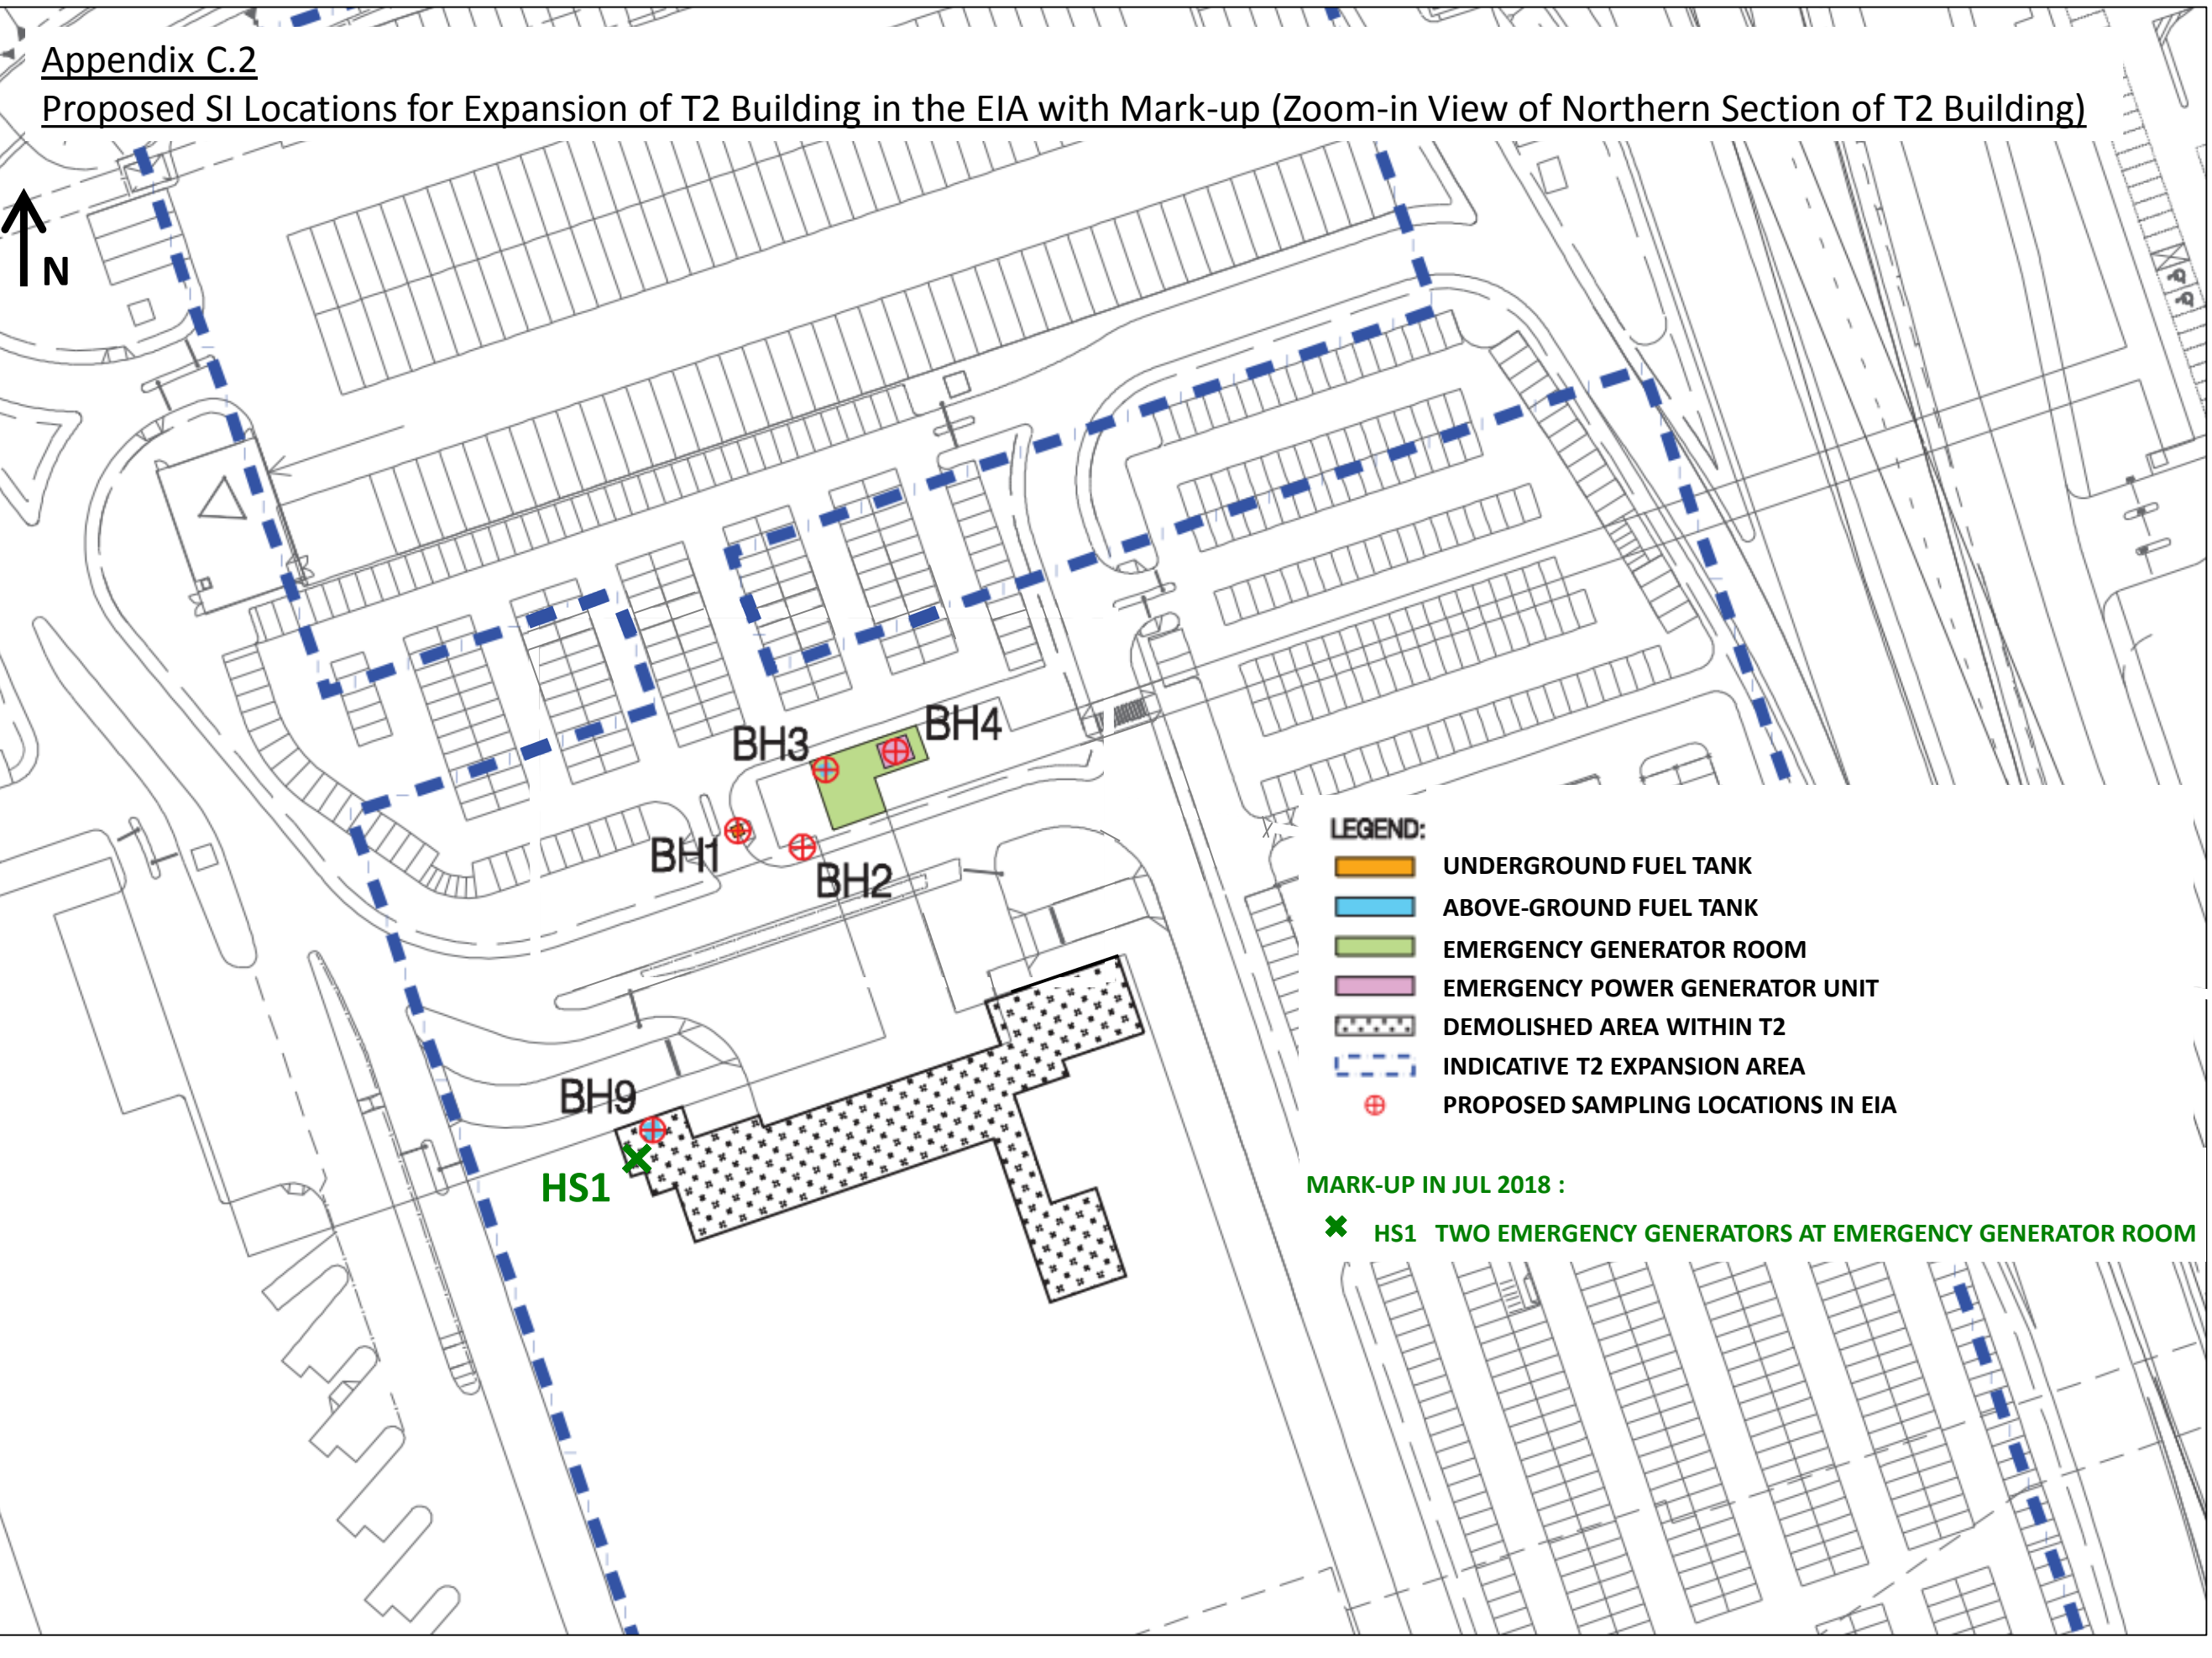 Appendix C.2
Proposed SI Locations for Expansion of T2 Building in the EIA with Mark-up (Zoom-in View of Northern Section of T2 Building)
N
BH4
BH3
BH1
BH2
LEGEND:
UNDERGROUND FUEL TANK
ABOVE-GROUND FUEL TANK
EMERGENCY GENERATOR ROOM
EMERGENCY POWER GENERATOR UNIT
DEMOLISHED AREA WITHIN T2
INDICATIVE T2 EXPANSION AREA
PROPOSED SAMPLING LOCATIONS IN EIA
BH9
HS1
MARK-UP IN JUL 2018 :
HS1 TWO EMERGENCY GENERATORS AT EMERGENCY GENERATOR ROOM